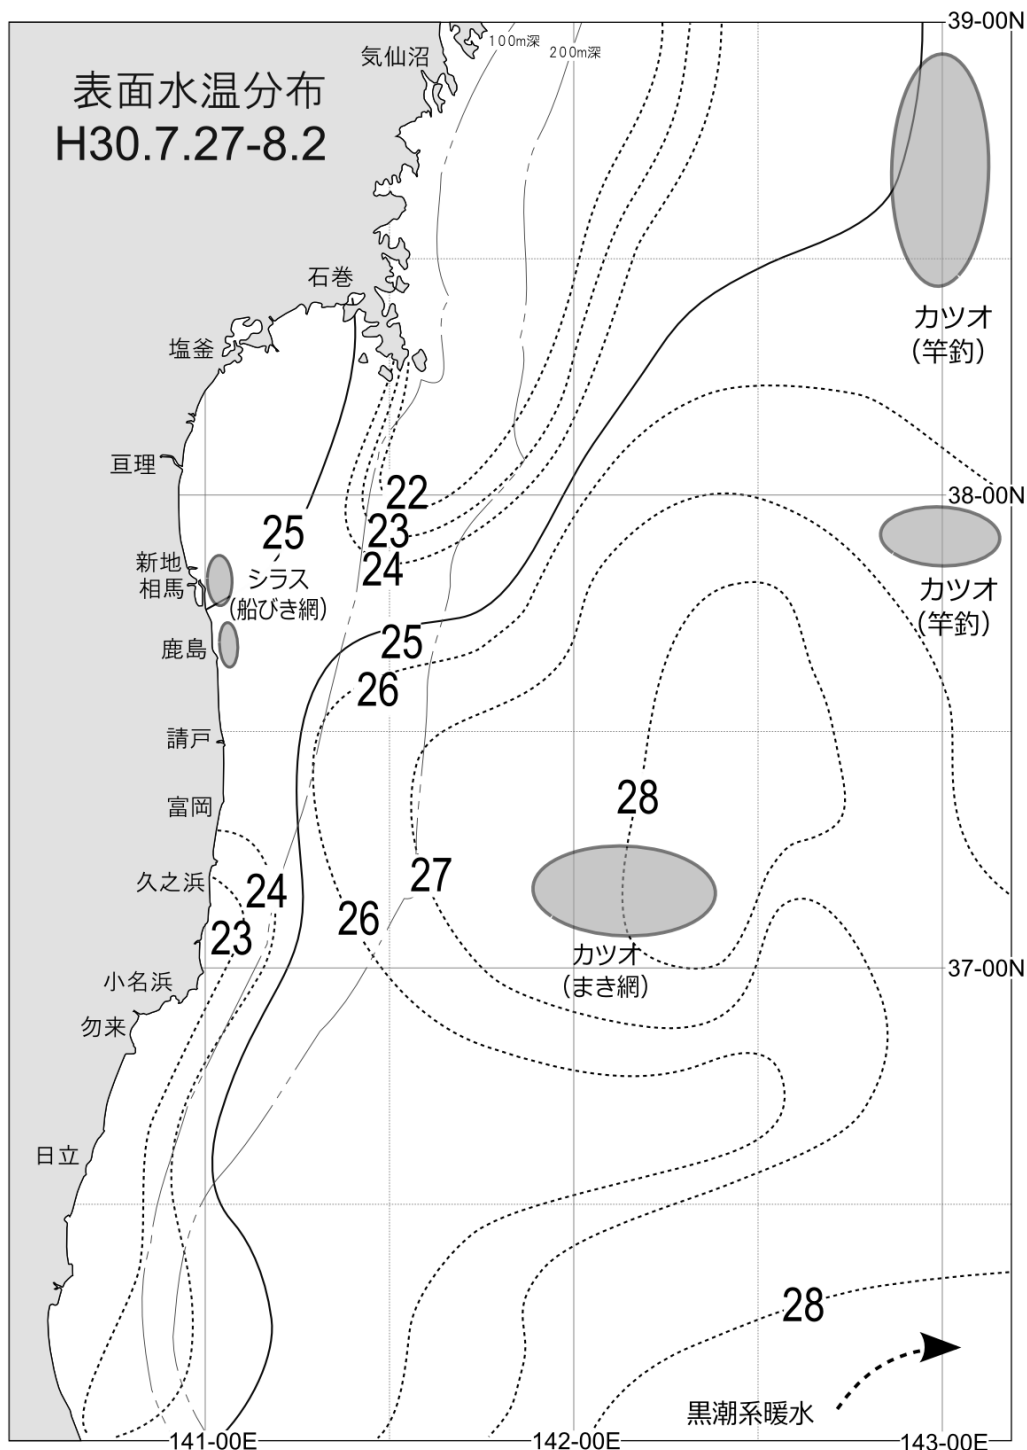 39-00N
100m深
200m深
気仙沼
表面水温分布
H30.7.27-8.2
石巻
カツオ
(竿釣)
塩釜
亘理
22
38-00N
25
23
24
新地
シラス
相馬
(船びき網)
カツオ
(竿釣)
鹿島
25
26
請戸
28
富岡
27
久之浜
24
26
23
カツオ
37-00N
小名浜
(まき網)
勿来
日立
28
黒潮系暖水
141-00E
142-00E
143-00E